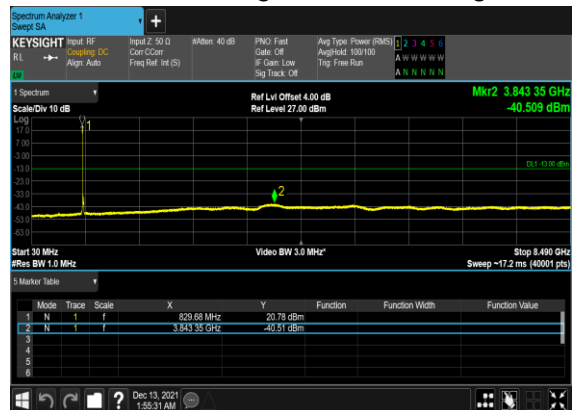 Spectrum Analyzer 1
Swept SA
+
KEYSIGHT Input: RF Input Z: 50 Ω #Atten: 40 dB PNO: Fast Avg Type: Power (RMS) 1 2 3 4 5 6
RL Coupling: DC Corr CCorr Gate: Off Avg|Hold: 100/100 A W W W W W
Align: Auto Freq Ref: Int (S) IF Gain: Low Trig: Free Run
LW Sig Track: Off A N N N N N
1 Spectrum Ref Lvl Offset 4.00 dB Mkr2 3.843 35 GHz
Scale/Div 10 dB Ref Level 27.00 dBm -40.509 dBm
Log
17.0
7.00
-3.00
-13.0
-23.0
-33.0
-43.0
-53.0
-63.0
1
DL1 -13.00 dBm
2
Start 30 MHz Video BW 3.0 MHz* Stop 8.490 GHz
#Res BW 1.0 MHz Sweep ~17.2 ms (40001 pts)
5 Marker Table
Mode Trace Scale X Y Function Function Width Function Value
1 N 1 f 829.68 MHz 20.78 dBm
2 N 1 f 3.843 35 GHz -40.51 dBm
3
4
5
6
? Dec 13, 2021
1:55:31 AM